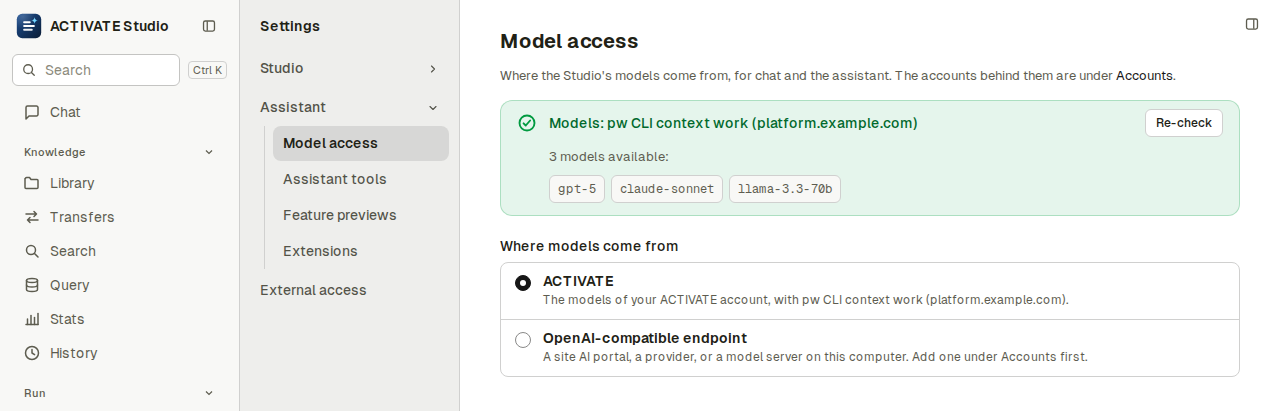 ACTIVATE Studio
Search
Ctrl K
Chat
Knowledge
Library
Transfers
Search
Query
Stats
History
Run
Settings
Studio
Assistant
Model access
Assistant tools
Feature previews
Extensions
External access
Model access
Where the Studio's models come from, for chat and the assistant. The accounts behind them are under Accounts.
Models: pw CLI context work (platform.example.com)
Re-check
3 models available:
gpt-5
claude-sonnet
llama-3.3-70b
Where models come from
ACTIVATE
The models of your ACTIVATE account, with pw CLI context work (platform.example.com).
OpenAI-compatible endpoint
A site AI portal, a provider, or a model server on this computer. Add one under Accounts first.